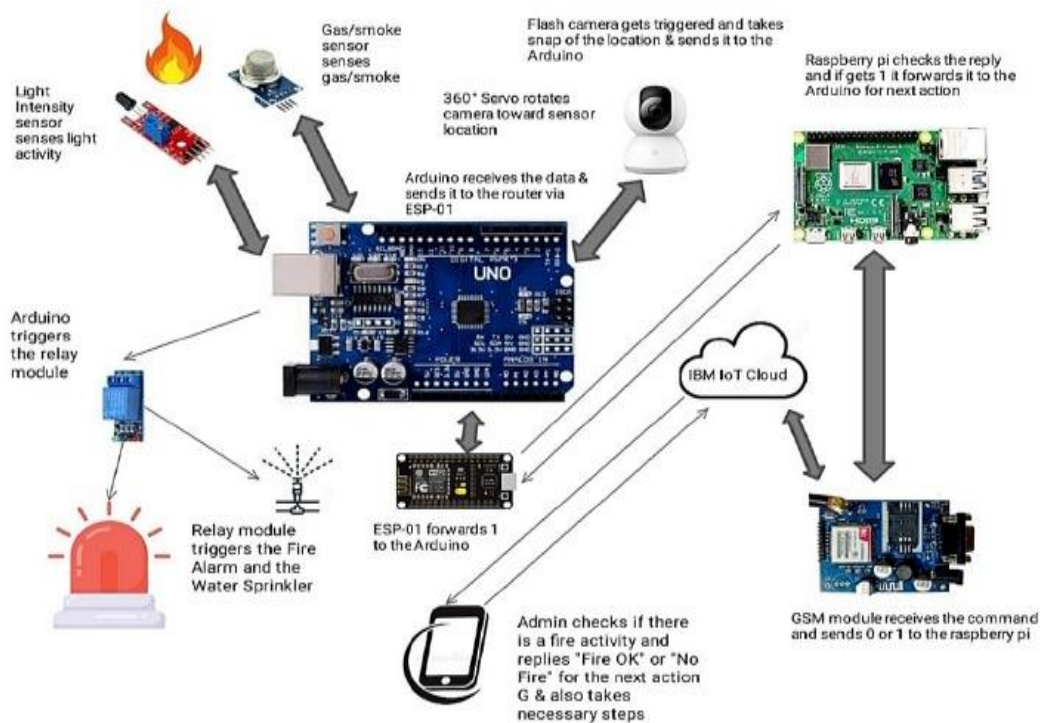 Gas/smoke
sensor
senses
gas/smoke
Flash camera gets triggered and takes
snap of the location & sends it to the
Arduino
Raspberry pi checks the reply
and if gets 1 it forwards it to the
Arduino for next action
Light
Intensity
sensor
senses light
activity
360° Servo rotates
camera toward sensor
location
Arduino receives the data &
sends it to the router via
ESP-01
UNO
Arduino
triggers
the relay
module
IBM IoT Cloud
Relay module
triggers the Fire
Alarm and the
Water Sprinkler
ESP-01 forwards 1
to the Arduino
GSM module receives the command
and sends 0 or 1 to the raspberry pi
Admin checks if there
is a fire activity and
replies "Fire OK" or "No
Fire" for the next action
G & also takes
necessary steps